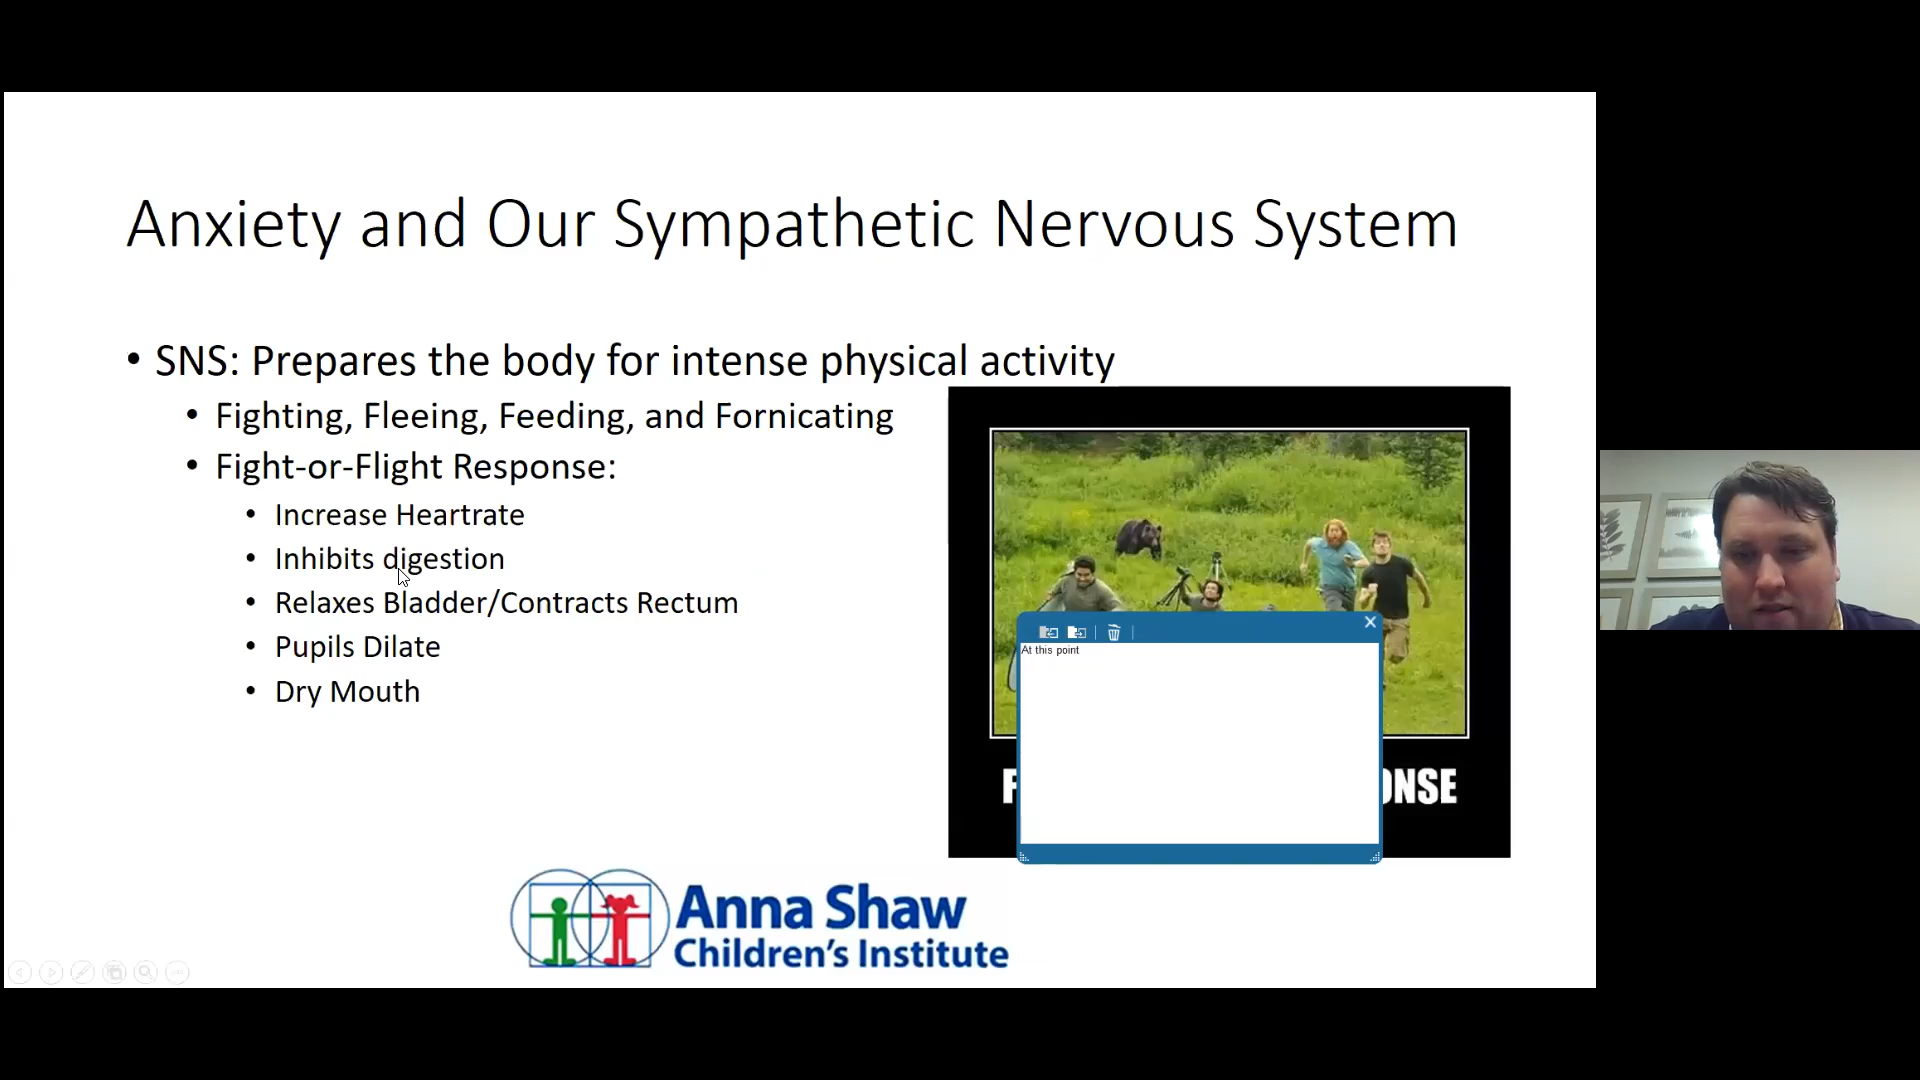 Anxiety and Our Sympathetic Nervous System
• SNS: Prepares the body for intense physical activity
• Fighting, Fleeing, Feeding, and Fornicating
• Fight-or-Flight Response:
• Increase Heartrate
• Inhibits digestion
• Relaxes Bladder/Contracts Rectum
• Pupils Dilate
• Dry Mouth
At this point
Anna Shaw
Children's Institute